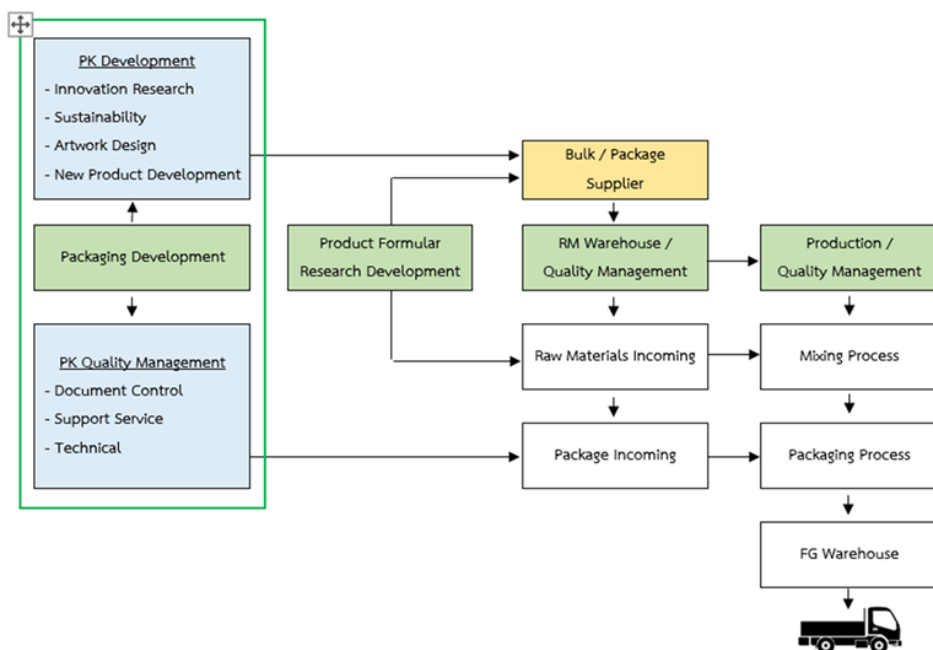 PK Development
- Innovation Research
- Sustainability
- Artwork Design
- New Product Development
Packaging Development
PK Quality Management
- Document Control
- Support Service
- Technical
Product Formular
Research Development
Bulk / Package
Supplier
RM Warehouse /
Quality Management
Raw Materials Incoming
Package Incoming
Production /
Quality Management
Mixing Process
Packaging Process
FG Warehouse